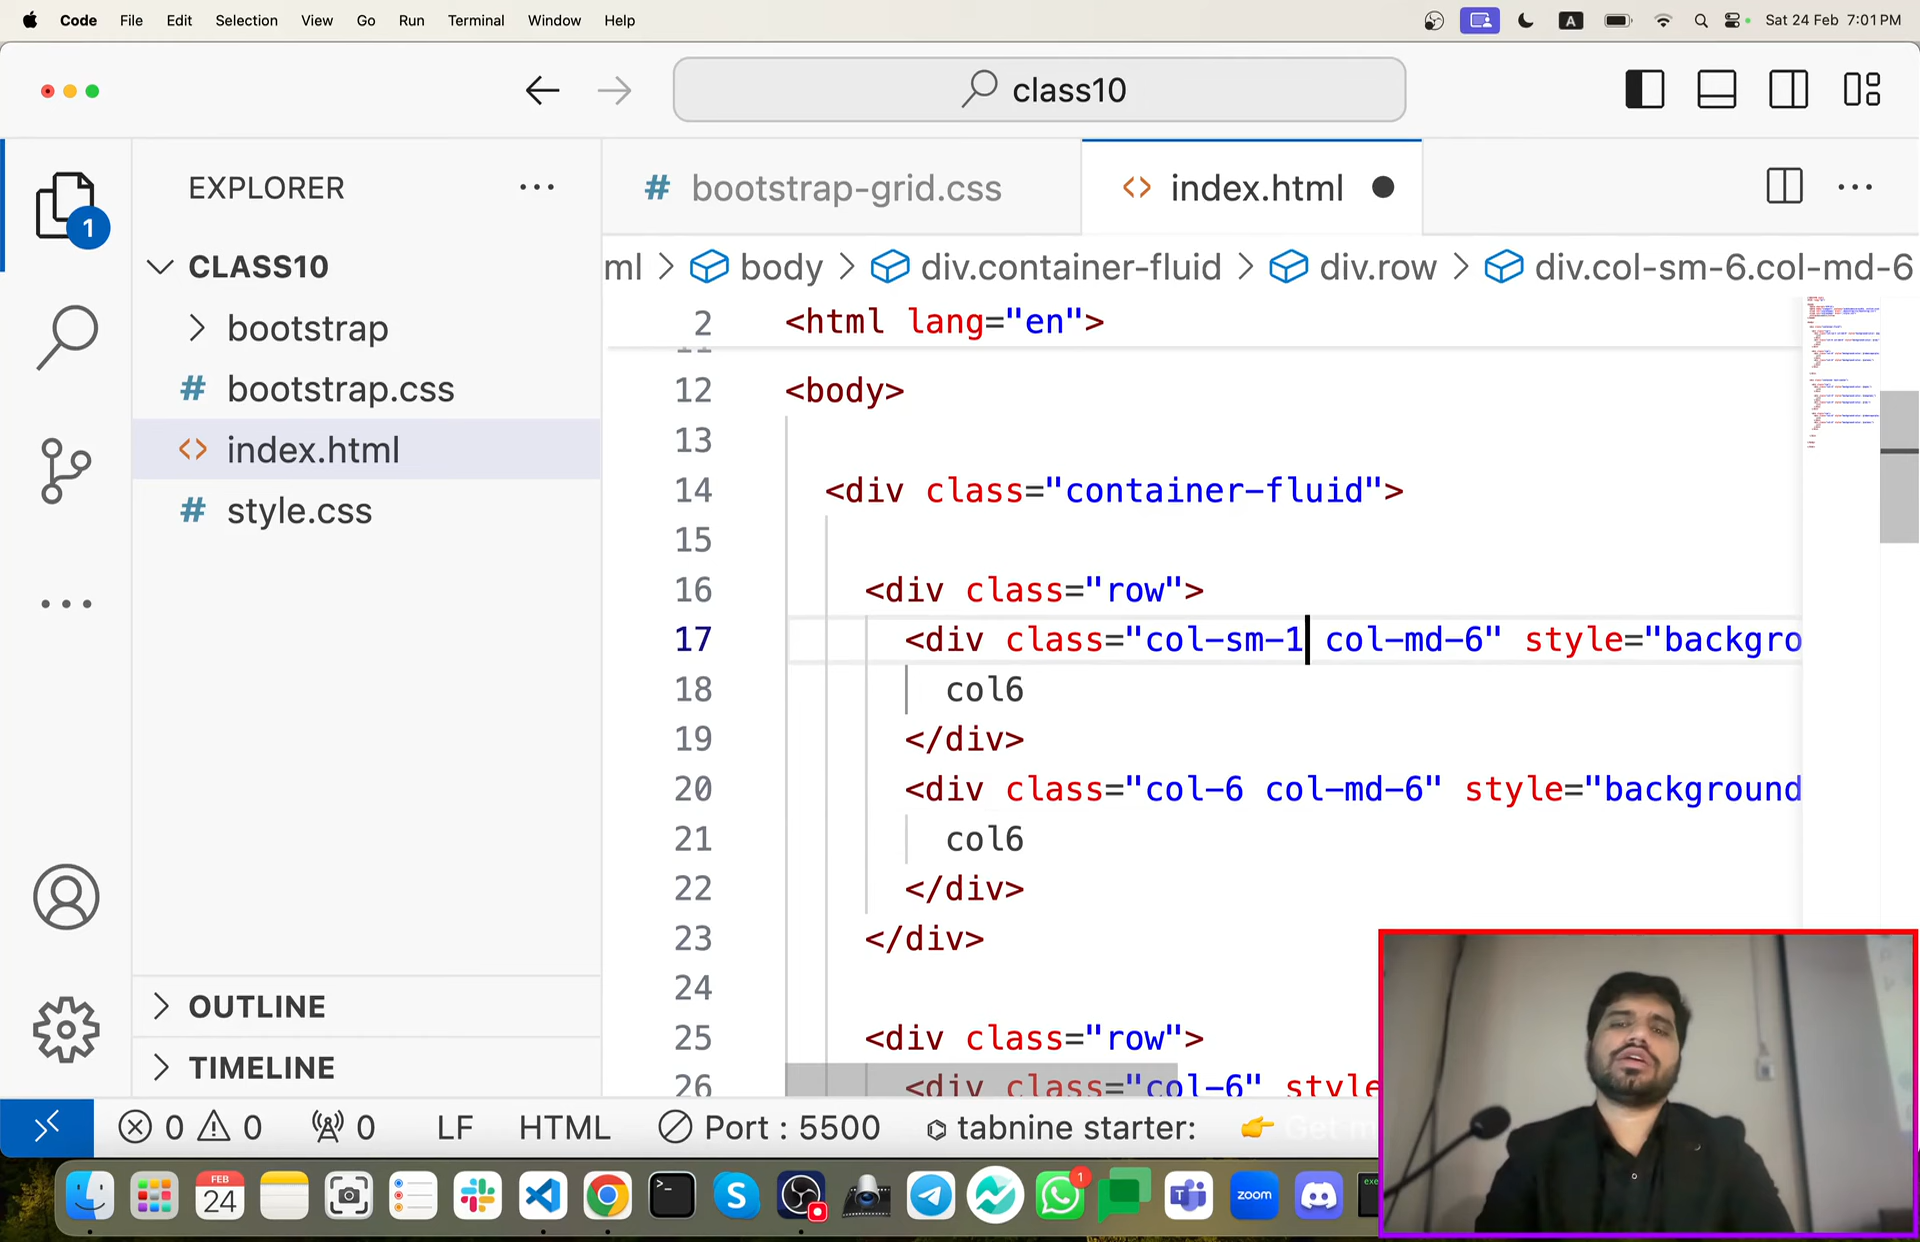 Code File Edit Selection View Go Run Terminal Window Help A Sat 24 Feb 7:01 PM
class10
EXPLORER
1
CLASS10
bootstrap
# bootstrap.css
<> index.html
# style.css
OUTLINE
TIMELINE
# bootstrap-grid.css <> index.html
ml > body > div.container-fluid > div.row > div.col-sm-6.col-md-6
2 <html lang="en">
12 <body>
13
14 <div class="container-fluid">
15
16 <div class="row">
17 <div class="col-sm-1 col-md-6" style="backgro
18 col6
19 </div>
20 <div class="col-6 col-md-6" style="background
21 col6
22 </div>
23 </div>
24
25 <div class="row">
26 <div class="col-6" style
0 0 0 LF HTML Port : 5500 tabnine starter: Get m
FEB
24
S
1
zoom
exe